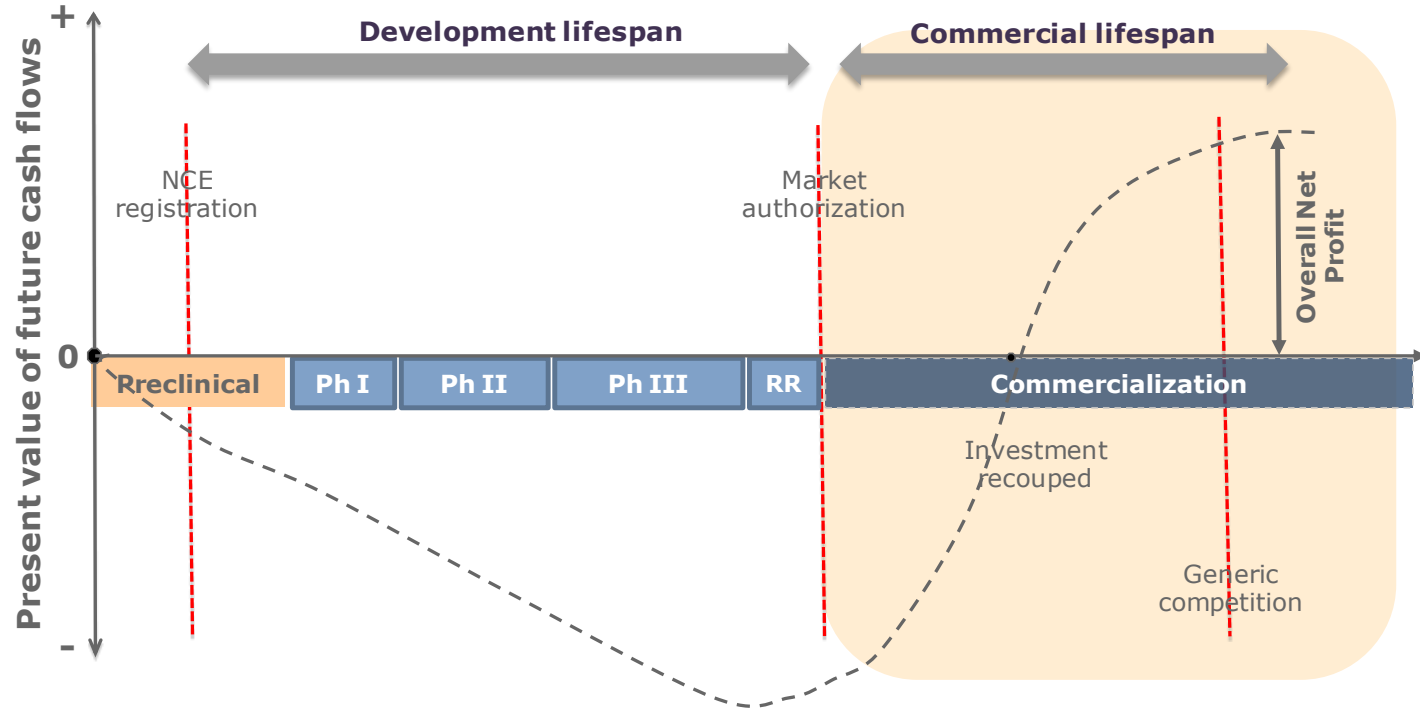 +
Development lifespan
Commercial lifespan
Present value of future cash flows
NCE
registration
Market
authorization
Overall Net
Profit
0
Rreclinical
Ph I
Ph II
Ph III
RR
Commercialization
Investment
recouped
Generic
competition
-